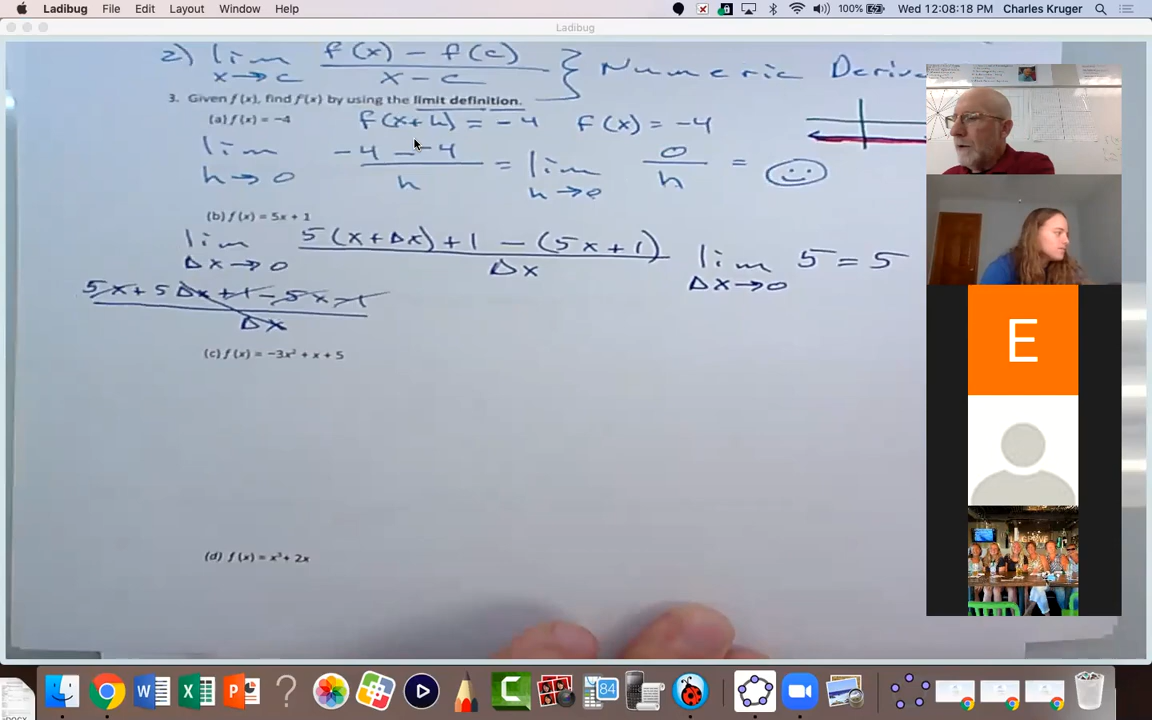 Ladibug File Edit Layout Window Help 100% Wed 12:08:18 PM Charles Kruger
Ladibug
2) lim x→c f(x) - f(c) / x - c } Numeric Deriv
3. Given f(x), find f'(x) by using the limit definition.
(a) f(x) = -4 f(x+h) = -4 f(x) = -4
lim h→0 -4 - -4 / h = lim h→0 0 / h =
(b) f(x) = 5x + 1
lim Δx→0 5(x+Δx)+1 - (5x+1) / Δx lim Δx→0 5 = 5
5x+5Δx+1-5x-1 / Δx
(c) f(x) = -3x² + x + 5
(d) f(x) = x³ + 2x
E
W X P ? C 84
.DOCX